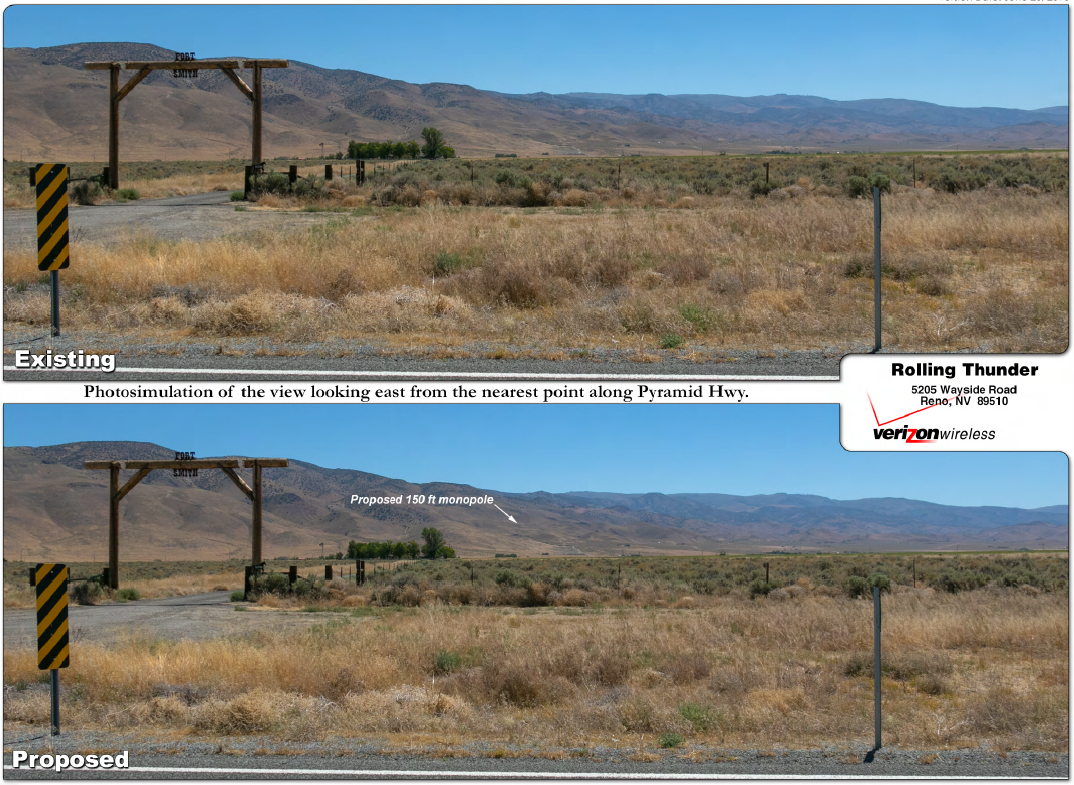 FORT
SMITH
Existing
Rolling Thunder
5205 Wayside Road
Reno, NV 89510
verizonwireless
Photosimulation of the view looking east from the nearest point along Pyramid Hwy.
FORT
SMITH
Proposed 150 ft monopole
Proposed